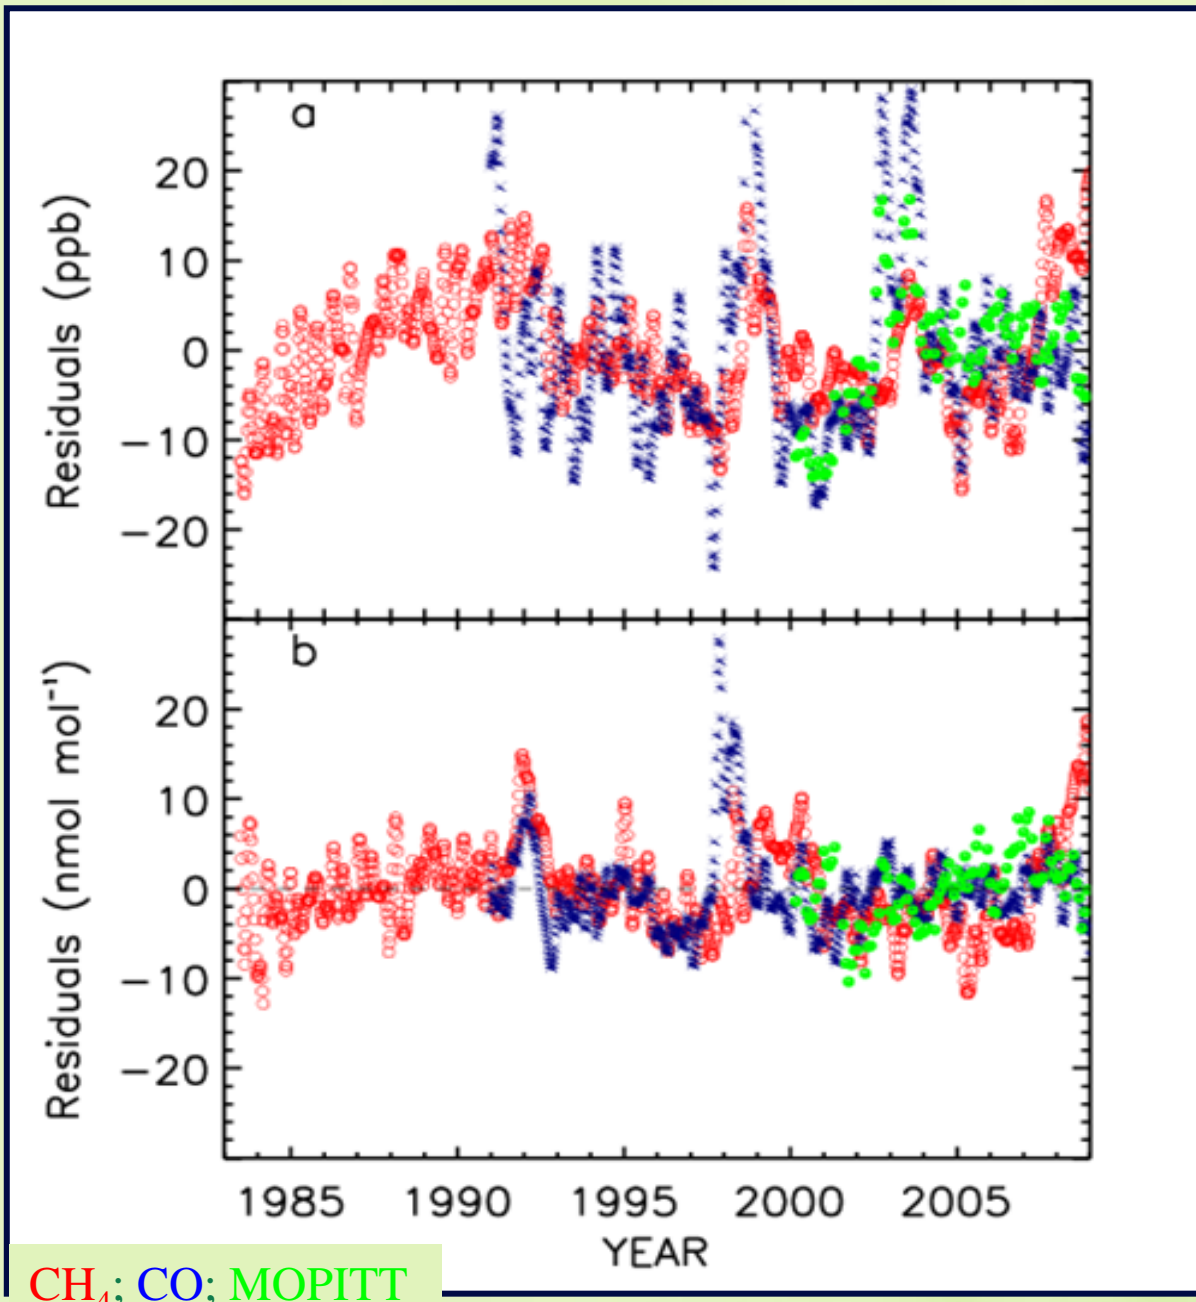 a
20
10
0
−10
−20
Residuals (ppb)
b
20
10
0
−10
−20
Residuals (nmol mol⁻¹)
1985 1990 1995 2000 2005
YEAR
CH₄; CO; MOPITT